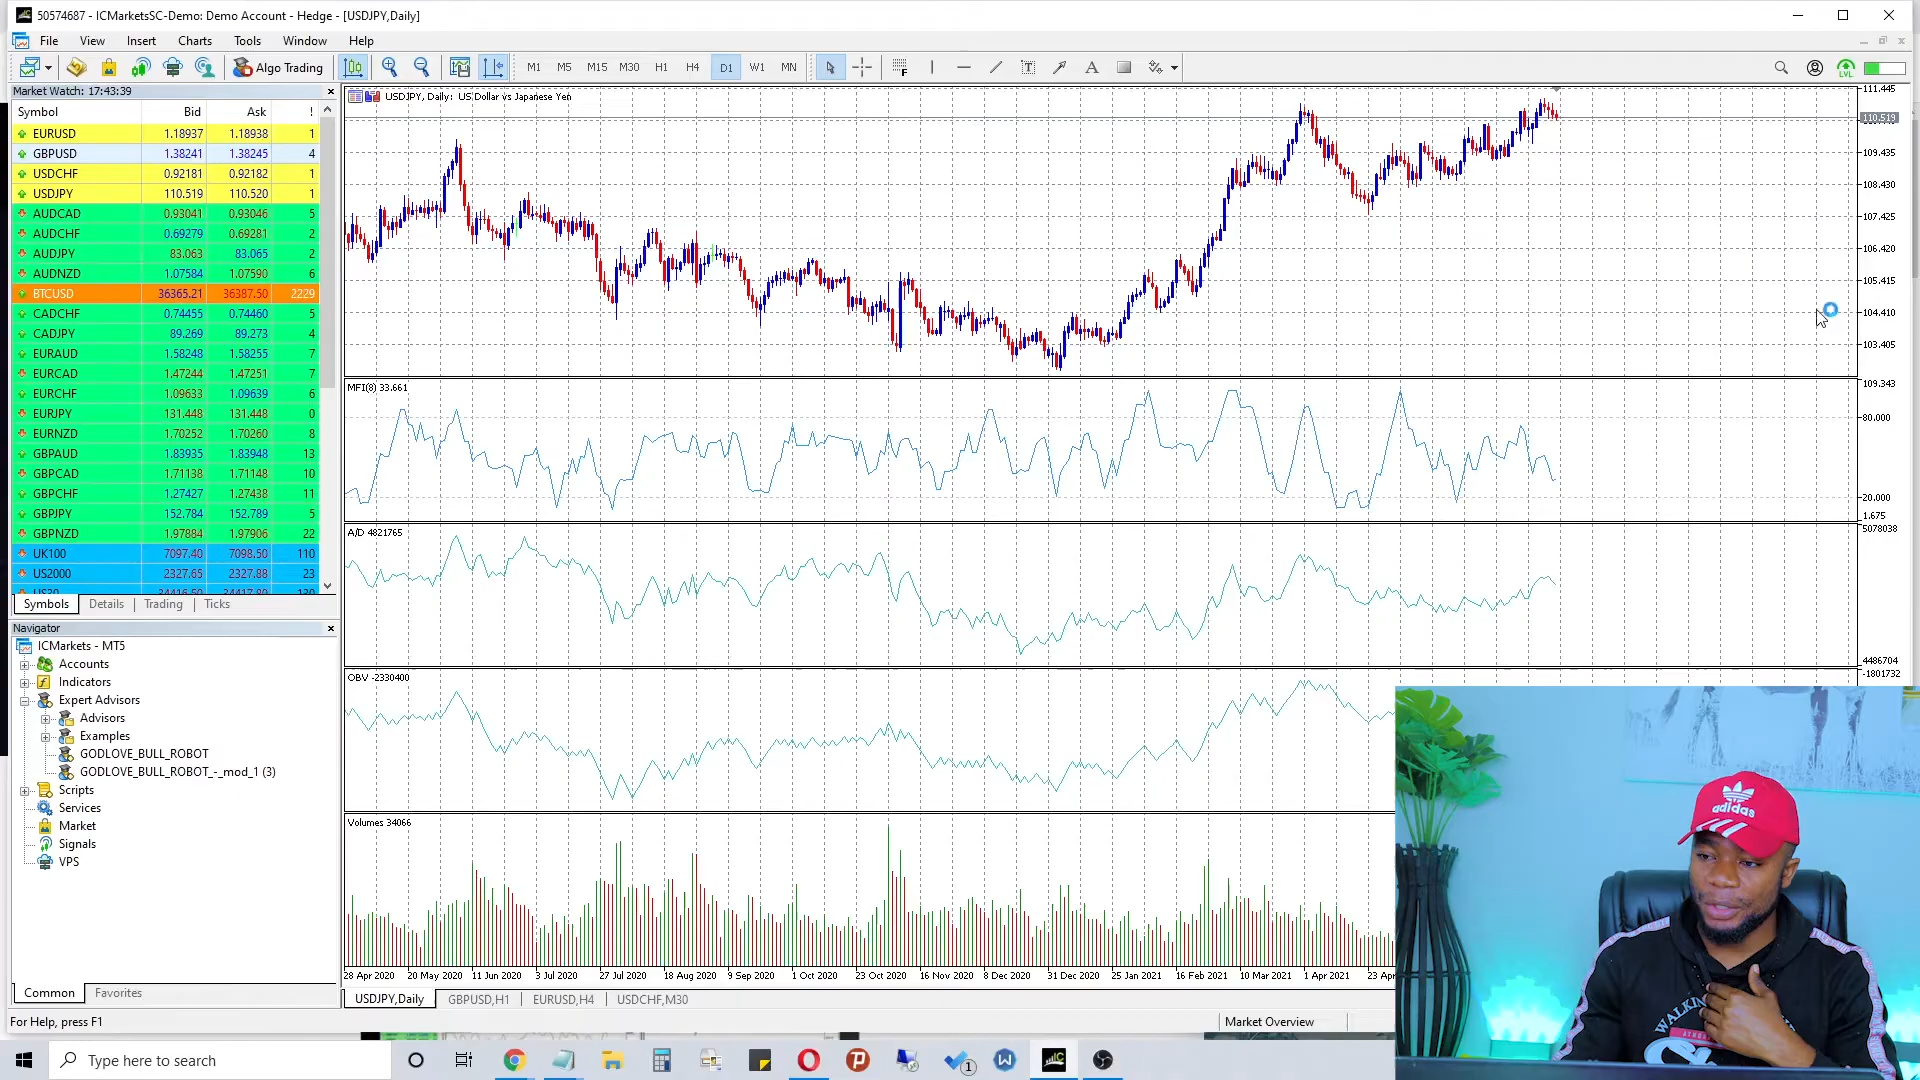 50574687 - ICMarketsSC-Demo: Demo Account - Hedge - [USDJPY,Daily]
File View Insert Charts Tools Window Help
Algo Trading M1 M5 M15 M30 H1 H4 D1 W1 MN
Market Watch: 17:43:39
Symbol Bid Ask !
EURUSD 1.18937 1.18938 1
GBPUSD 1.38241 1.38245 4
USDCHF 0.92181 0.92182 1
USDJPY 110.519 110.520 1
AUDCAD 0.93041 0.93046 5
AUDCHF 0.69279 0.69281 2
AUDJPY 83.063 83.065 2
AUDNZD 1.07584 1.07590 6
BTCUSD 36365.21 36387.50 2229
CADCHF 0.74455 0.74460 5
CADJPY 89.269 89.273 4
EURAUD 1.58248 1.58255 7
EURCAD 1.47244 1.47251 7
EURCHF 1.09633 1.09639 6
EURJPY 131.448 131.448 0
EURNZD 1.70252 1.70260 8
GBPAUD 1.83935 1.83948 13
GBPCAD 1.71138 1.71148 10
GBPCHF 1.27427 1.27438 11
GBPJPY 152.784 152.789 5
GBPNZD 1.97884 1.97906 22
UK100 7097.40 7098.50 110
US2000 2327.65 2327.88 23
Symbols Details Trading Ticks
Navigator
ICMarkets - MT5
Accounts
Indicators
Expert Advisors
Advisors
Examples
GODLOVE_BULL_ROBOT
GODLOVE_BULL_ROBOT_-_mod_1 (3)
Scripts
Services
Market
Signals
VPS
Common Favorites
For Help, press F1
USDJPY, Daily: US Dollar vs Japanese Yen
111.445
110.519
109.435
108.430
107.425
106.420
105.415
104.410
103.405
MFI(8) 33.661
109.343
80.000
20.000
1.675
A/D 4821765
5078038
4486704
OBV -2330400
-1801732
Volumes 34066
28 Apr 2020 20 May 2020 11 Jun 2020 3 Jul 2020 27 Jul 2020 18 Aug 2020 9 Sep 2020 1 Oct 2020 23 Oct 2020 16 Nov 2020 8 Dec 2020 31 Dec 2020 25 Jan 2021 16 Feb 2021 10 Mar 2021 1 Apr 2021 23 Apr
USDJPY,Daily GBPUSD,H1 EURUSD,H4 USDCHF,M30
Market Overview
adidas
Type here to search
1